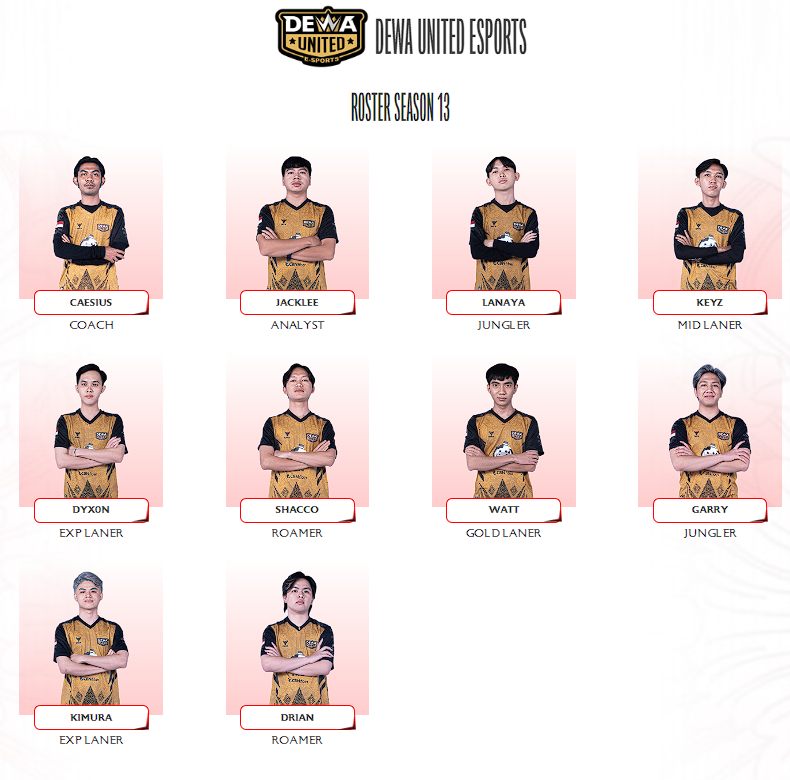 DEWA
UNITED
E-SPORTS
DEWA UNITED ESPORTS
ROSTER SEASON 13
CAESIUS
COACH
JACKLEE
ANALYST
LANAYA
JUNGLER
KEYZ
MID LANER
DYX0N
EXP LANER
SHACCO
ROAMER
WATT
GOLD LANER
GARRY
JUNGLER
KIMURA
EXP LANER
DRIAN
ROAMER